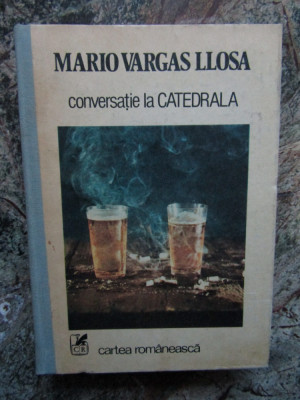 MARIO VARGAS LLOSA
conversaţie la CATEDRALA
CR
cartea românească